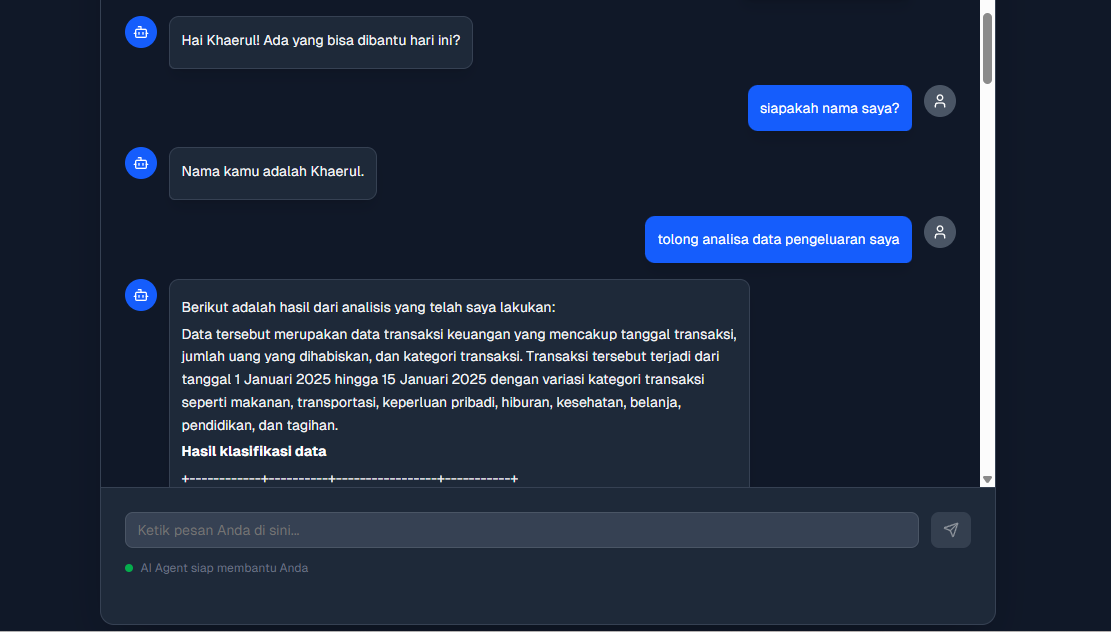 Hai Khaerul! Ada yang bisa dibantu hari ini?
siapakah nama saya?
Nama kamu adalah Khaerul.
tolong analisa data pengeluaran saya
Berikut adalah hasil dari analisis yang telah saya lakukan:
Data tersebut merupakan data transaksi keuangan yang mencakup tanggal transaksi,
jumlah uang yang dihabiskan, dan kategori transaksi. Transaksi tersebut terjadi dari
tanggal 1 Januari 2025 hingga 15 Januari 2025 dengan variasi kategori transaksi
seperti makanan, transportasi, keperluan pribadi, hiburan, kesehatan, belanja,
pendidikan, dan tagihan.
Hasil klasifikasi data
+------------+----------+-----------------+-----------+
Ketik pesan Anda di sini...
AI Agent siap membantu Anda